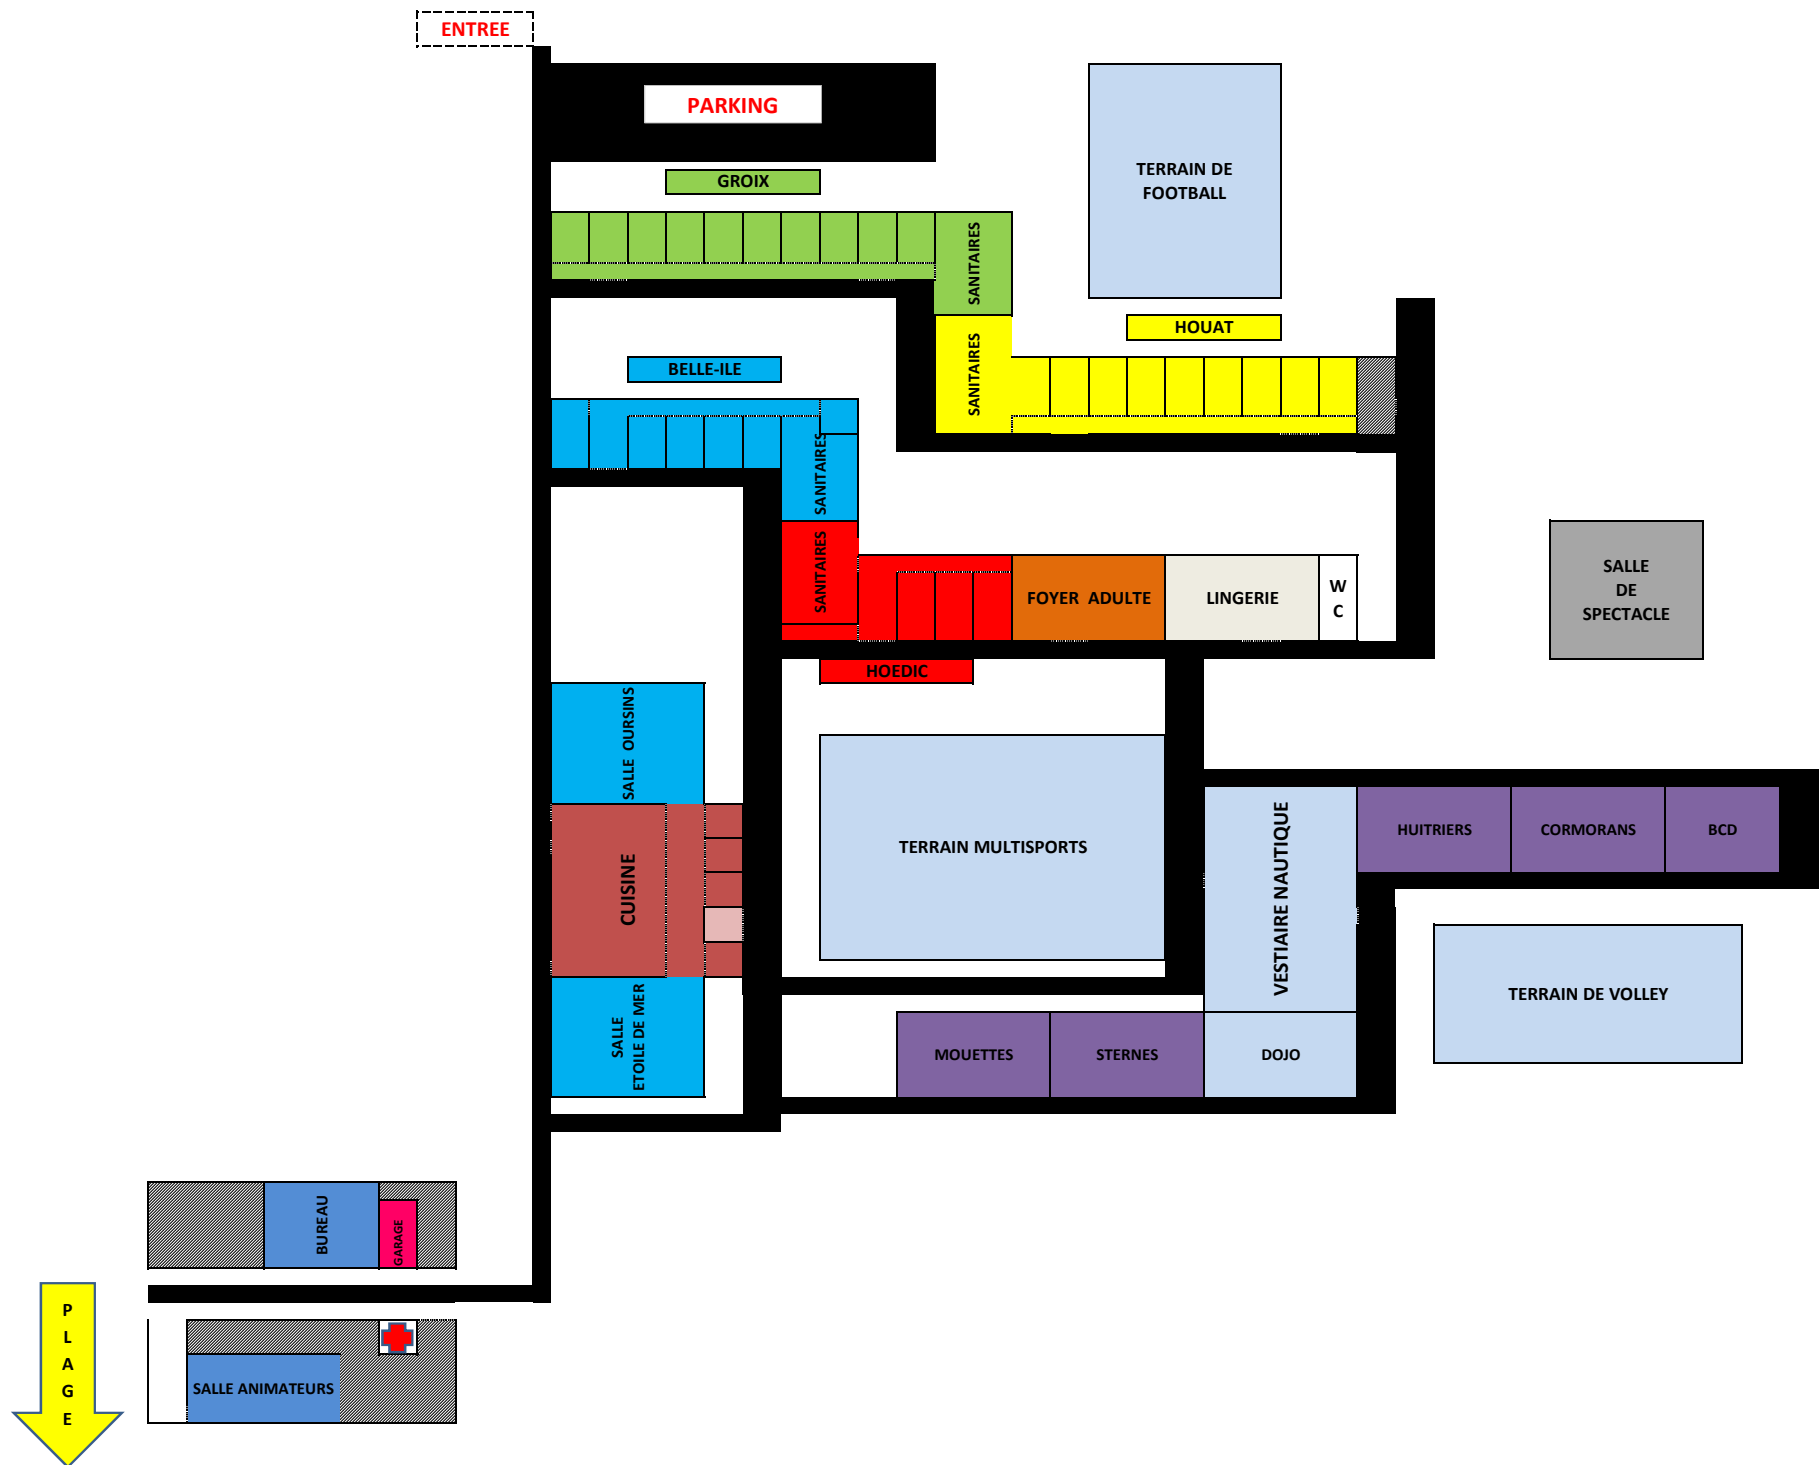 ENTREE
PARKING
GROIX
TERRAIN DE
FOOTBALL
SANITAIRES
HOUAT
SANITAIRES
BELLE-ILE
SANITAIRES
SANITAIRES
FOYER ADULTE
LINGERIE
W
C
SALLE
DE
SPECTACLE
HOEDIC
SALLE OURSINS
TERRAIN MULTISPORTS
VESTIAIRE NAUTIQUE
HUITRIERS
CORMORANS
BCD
CUISINE
TERRAIN DE VOLLEY
SALLE
ETOILE DE MER
MOUETTES
STERNES
DOJO
BUREAU
GARAGE
P
L
A
G
E
SALLE ANIMATEURS